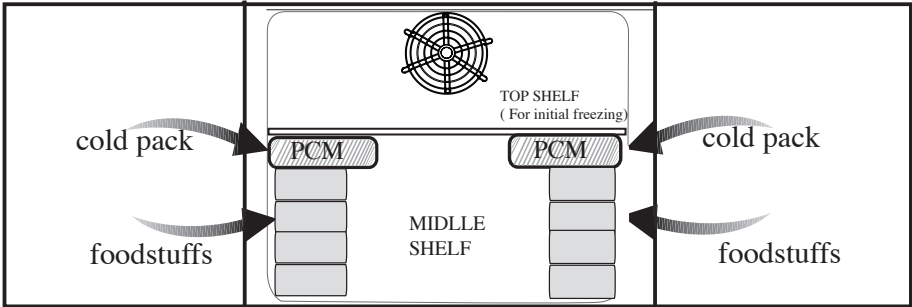 TOP SHELF
( For initial freezing)
cold pack
PCM
PCM
cold pack
MIDLLE
SHELF
foodstuffs
foodstuffs